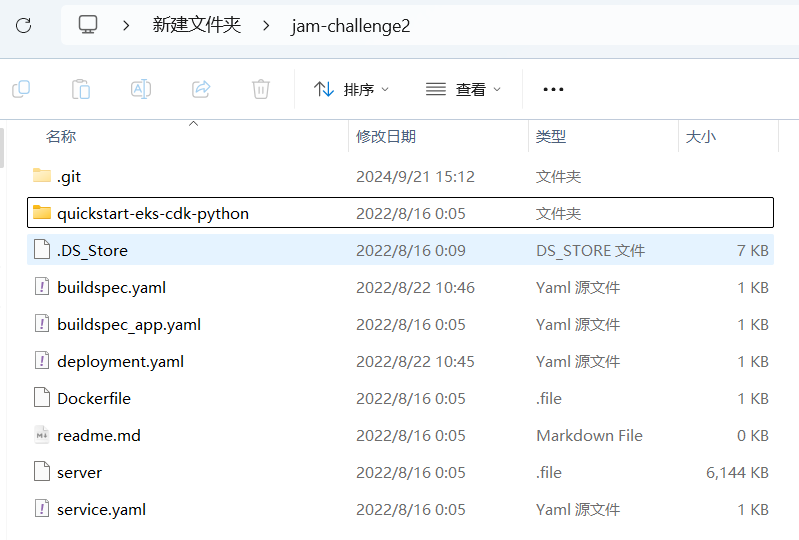 新建文件夹 jam-challenge2
排序 查看
名称 修改日期 类型 大小
.git 2024/9/21 15:12 文件夹
quickstart-eks-cdk-python 2022/8/16 0:05 文件夹
.DS_Store 2022/8/16 0:09 DS_STORE 文件 7 KB
buildspec.yaml 2022/8/22 10:46 Yaml 源文件 1 KB
buildspec_app.yaml 2022/8/16 0:05 Yaml 源文件 1 KB
deployment.yaml 2022/8/22 10:45 Yaml 源文件 1 KB
Dockerfile 2022/8/16 0:05 .file 1 KB
readme.md 2022/8/16 0:05 Markdown File 0 KB
server 2022/8/16 0:05 .file 6,144 KB
service.yaml 2022/8/16 0:05 Yaml 源文件 1 KB